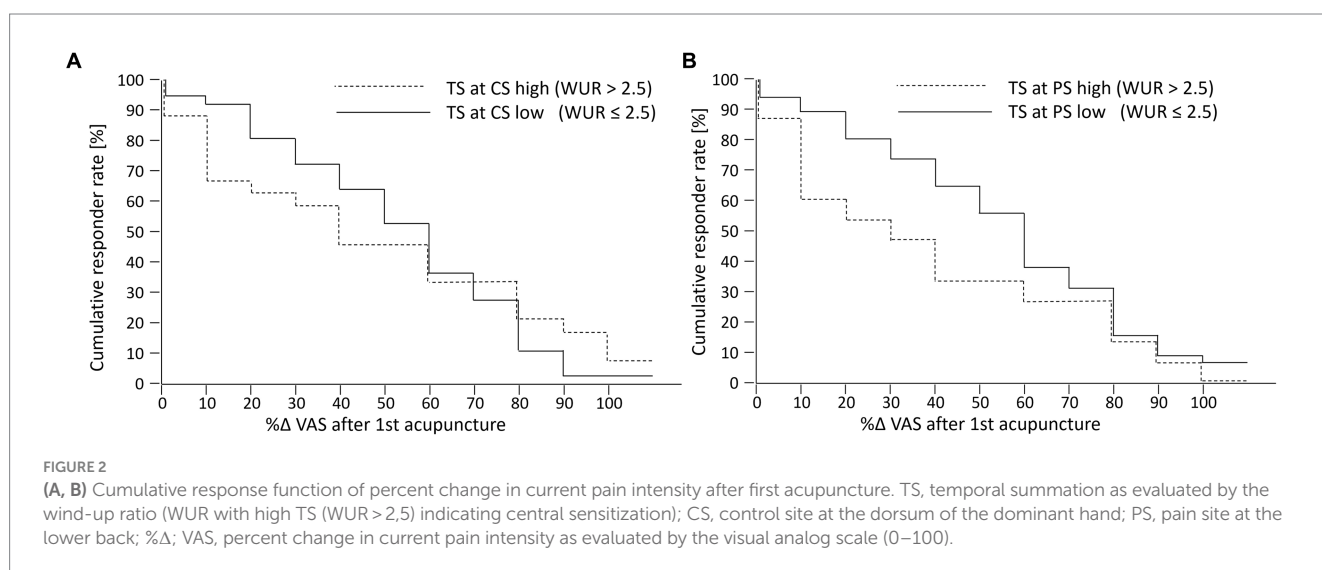 A
100
90
80
70
60
50
40
30
20
10
0
Cumulative responder rate [%]
TS at CS high (WUR > 2.5)
TS at CS low (WUR ≤ 2.5)
0 10 20 30 40 50 60 70 80 90 100
%Δ VAS after 1st acupuncture
B
100
90
80
70
60
50
40
30
20
10
0
Cumulative responder rate [%]
TS at PS high (WUR > 2.5)
TS at PS low (WUR ≤ 2.5)
0 10 20 30 40 50 60 70 80 90 100
%Δ VAS after 1st acupuncture
FIGURE 2
(A, B) Cumulative response function of percent change in current pain intensity after first acupuncture. TS, temporal summation as evaluated by the
wind-up ratio (WUR with high TS (WUR > 2,5) indicating central sensitization); CS, control site at the dorsum of the dominant hand; PS, pain site at the
lower back; %Δ; VAS, percent change in current pain intensity as evaluated by the visual analog scale (0–100).